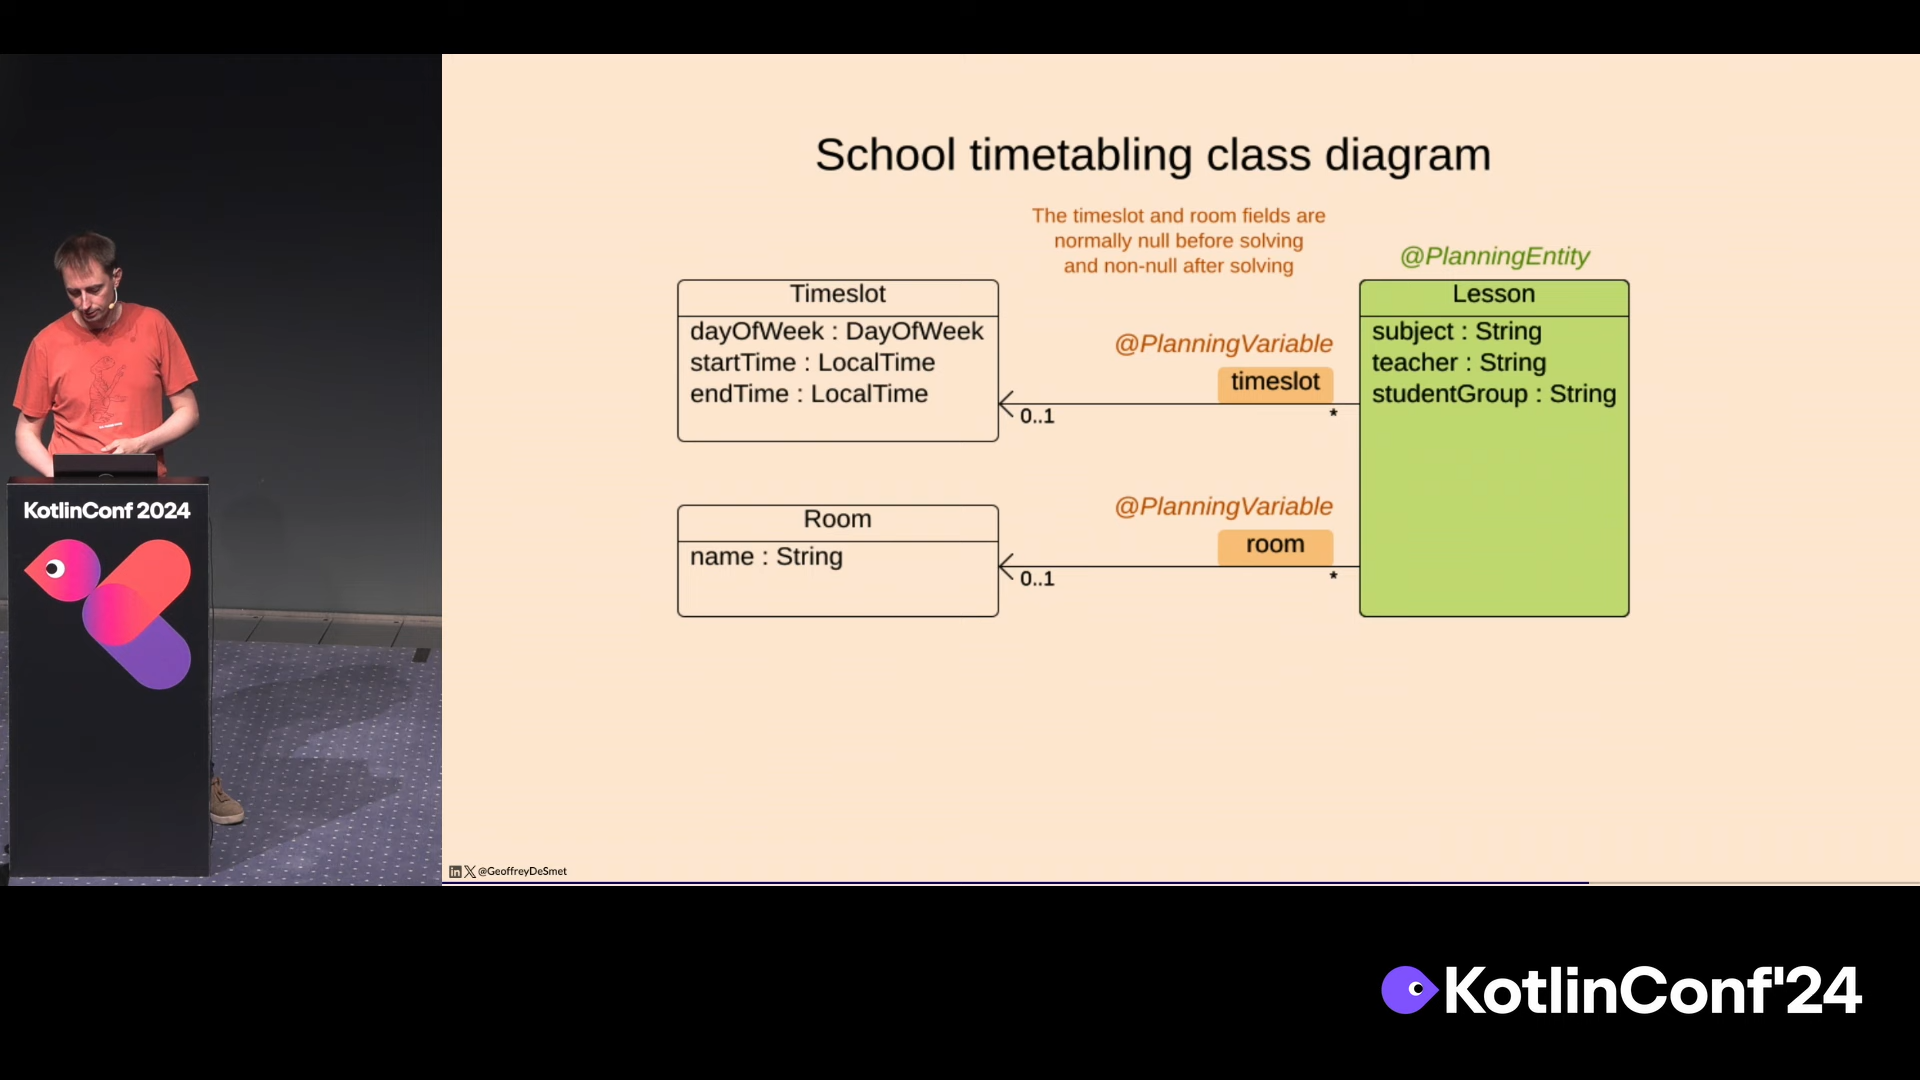 School timetabling class diagram
The timeslot and room fields are
normally null before solving
and non-null after solving
@PlanningEntity
Timeslot
dayOfWeek : DayOfWeek
startTime : LocalTime
endTime : LocalTime
@PlanningVariable
timeslot
0..1
*
Lesson
subject : String
teacher : String
studentGroup : String
Room
name : String
@PlanningVariable
room
0..1
*
KotlinConf 2024
in X @GeoffreyDeSmet
KotlinConf'24